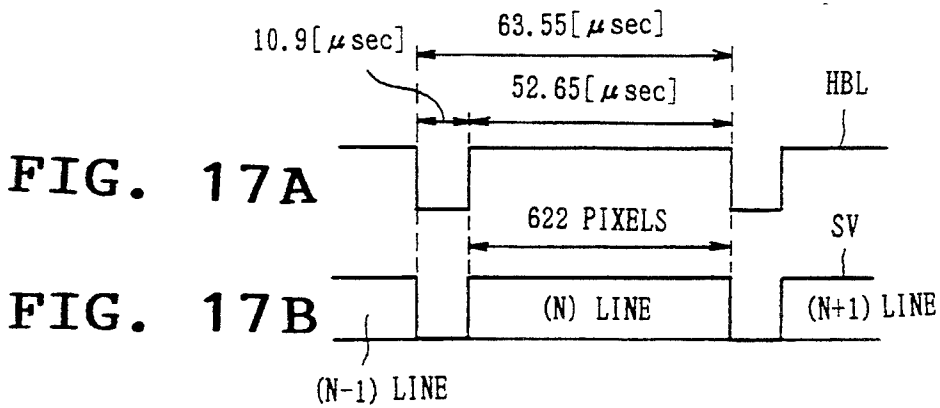 63.55[μsec]
10.9[μsec]
52.65[μsec]
HBL
FIG. 17A
622 PIXELS
SV
FIG. 17B
(N) LINE
(N+1) LINE
(N-1) LINE